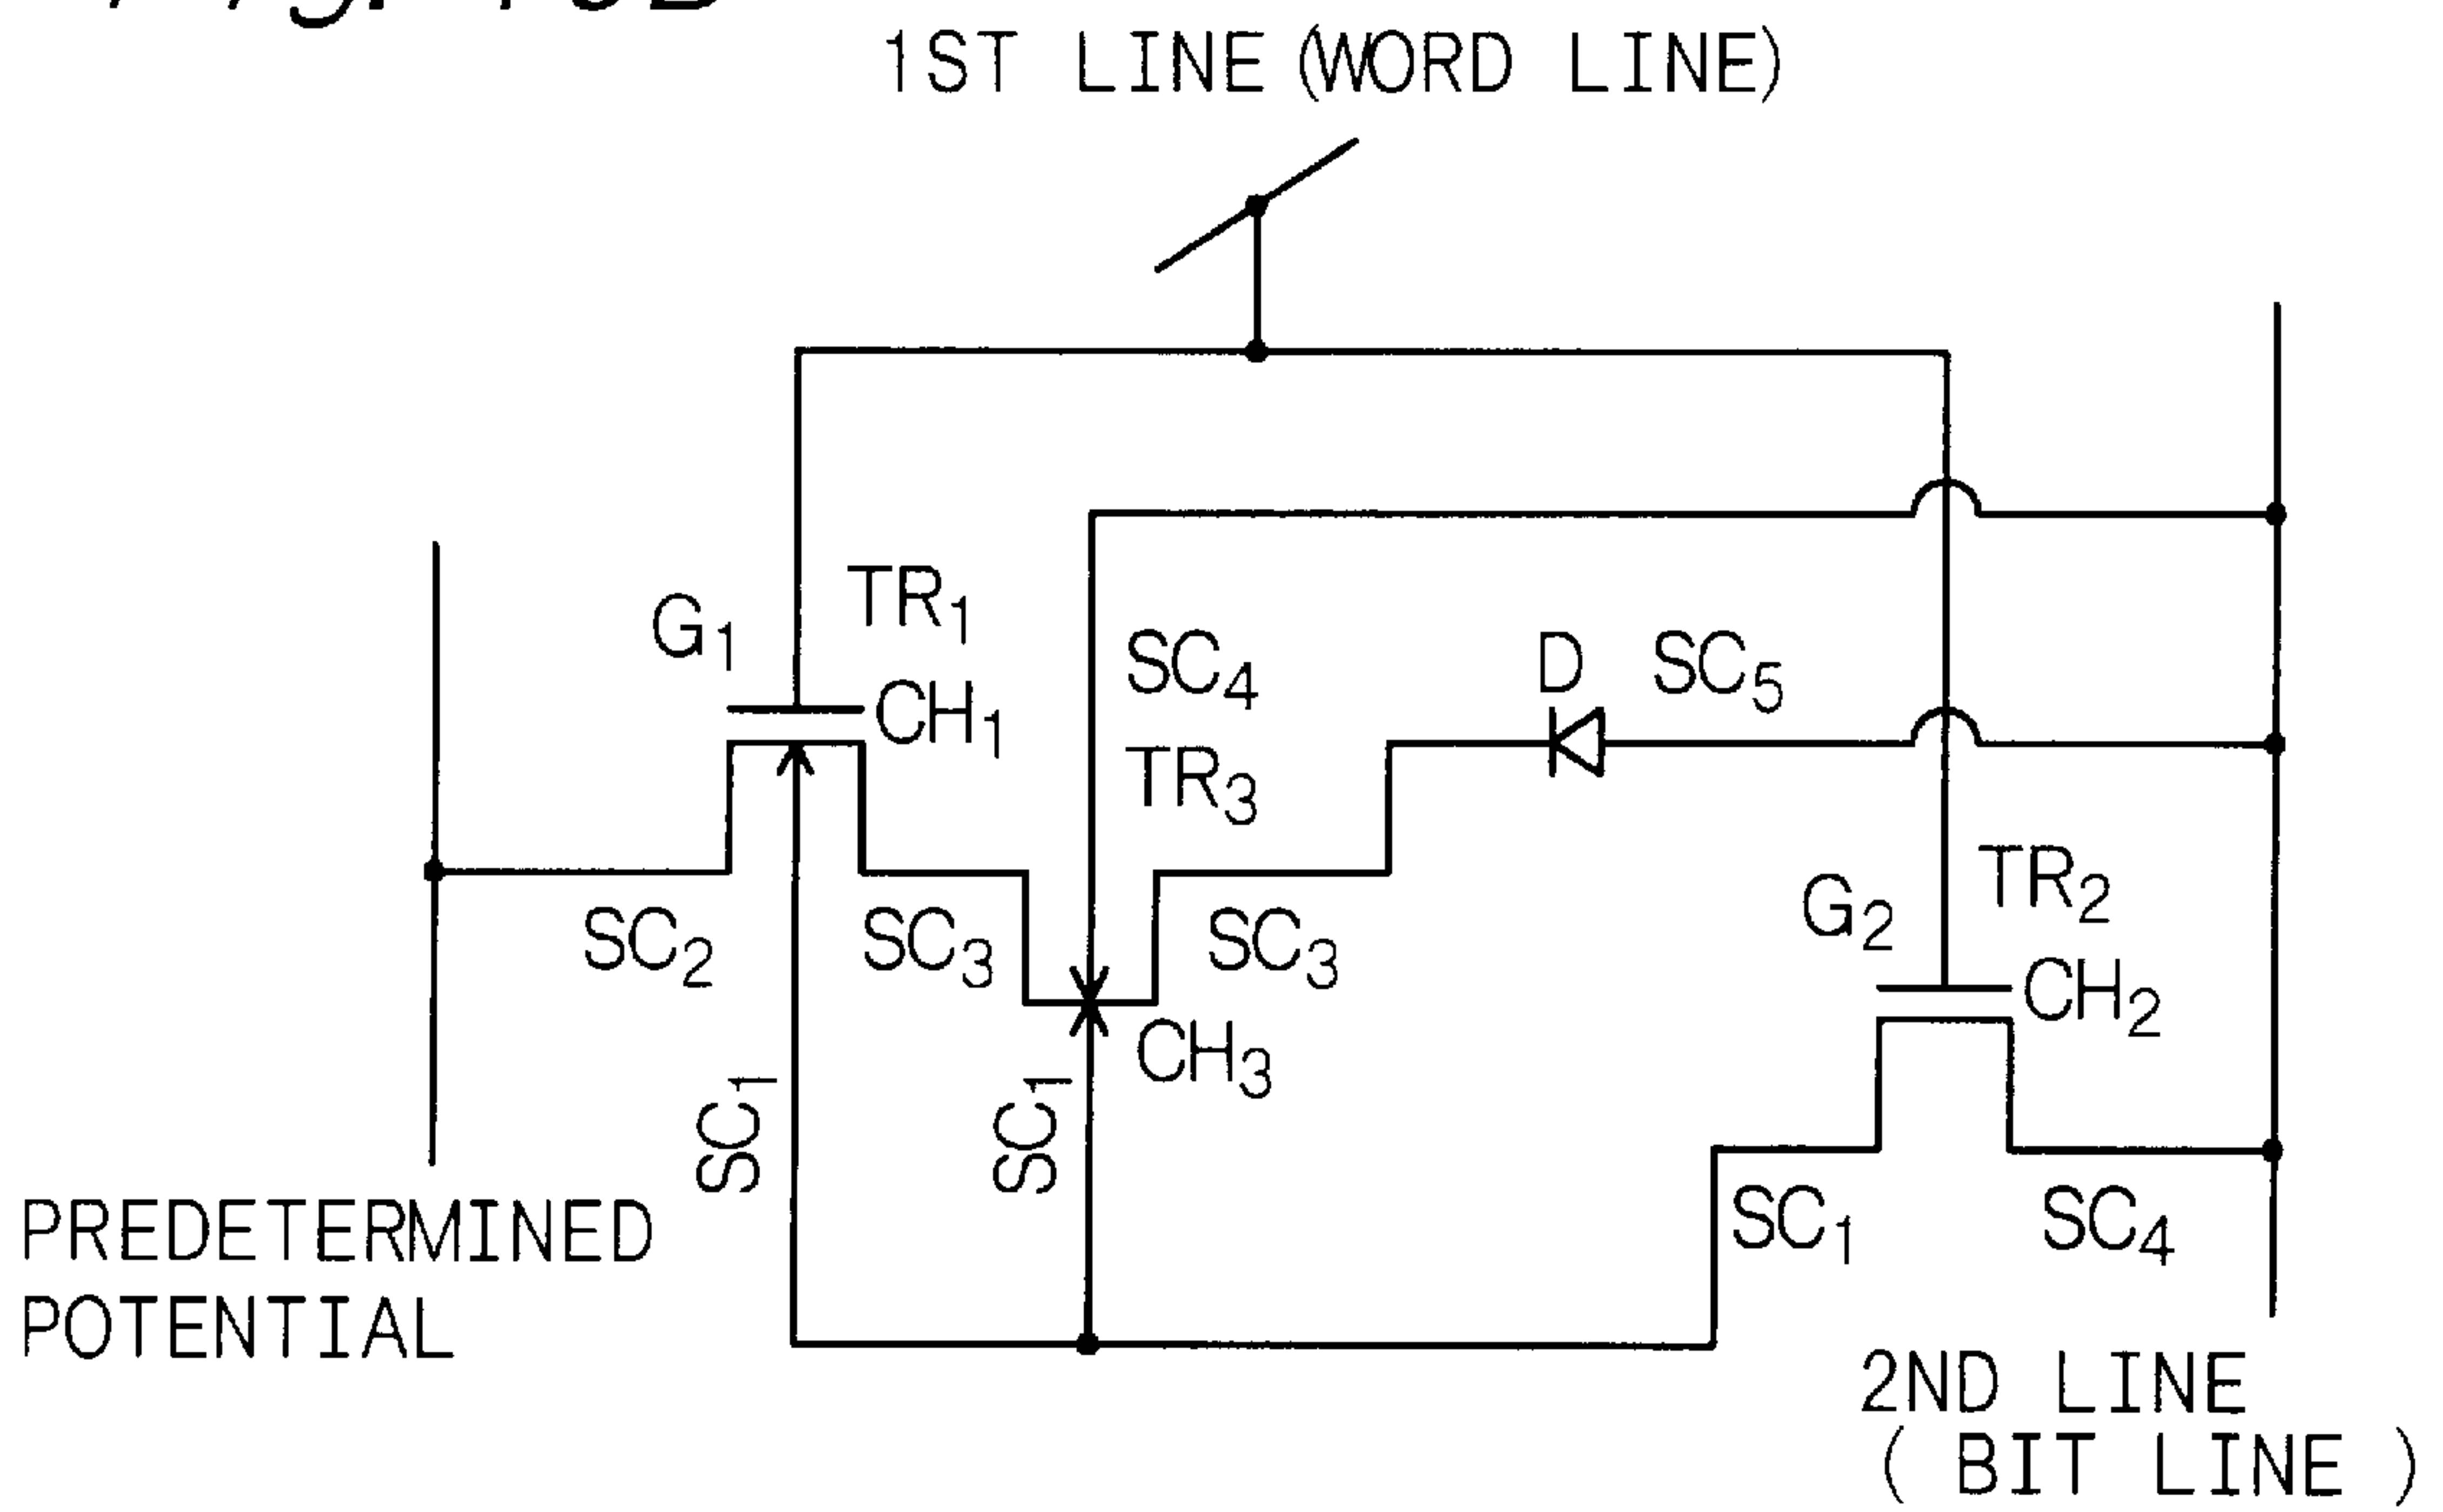 1ST LINE (WORD LINE)
G1
TR1
CH1
SC4
TR3
D
SC5
SC2
SC3
SC3
G2
TR2
CH2
CH3
SC1
SC1
SC1
SC4
PREDETERMINED
POTENTIAL
2ND LINE
( BIT LINE )